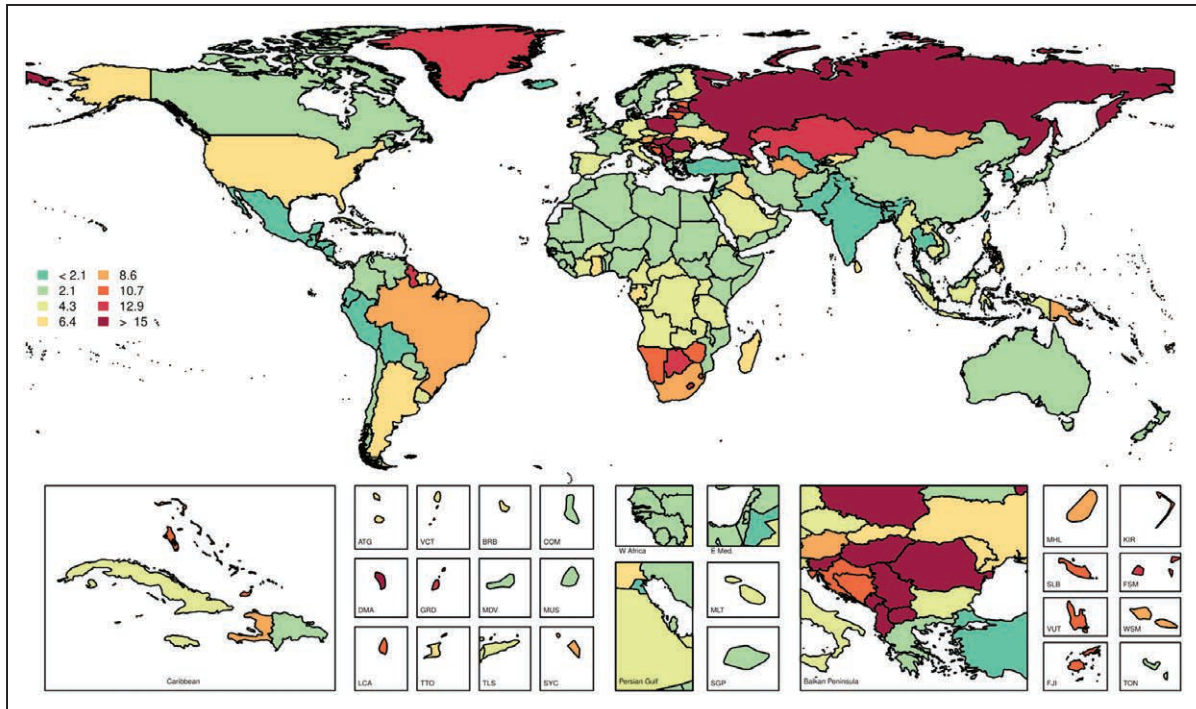 < 2.1 8.6
2.1 10.7
4.3 12.9
6.4 > 15
ATG VCT BRB COM
DMA GRD MDV MUS
LCA TTO TLS SYC
Caribbean
W Africa E Med.
Persian Gulf MLT
SGP
Balkan Peninsula
MHL KIR
SLB FSM
VUT WSM
FJI TON